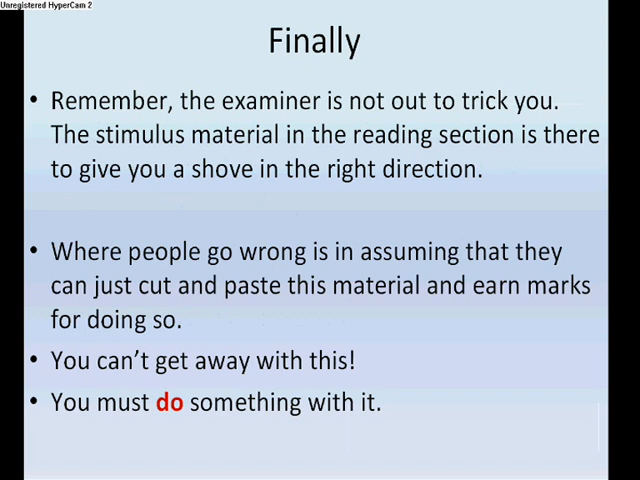 Unregistered HyperCam 2
Finally
• Remember, the examiner is not out to trick you.
The stimulus material in the reading section is there
to give you a shove in the right direction.
• Where people go wrong is in assuming that they
can just cut and paste this material and earn marks
for doing so.
• You can’t get away with this!
• You must do something with it.